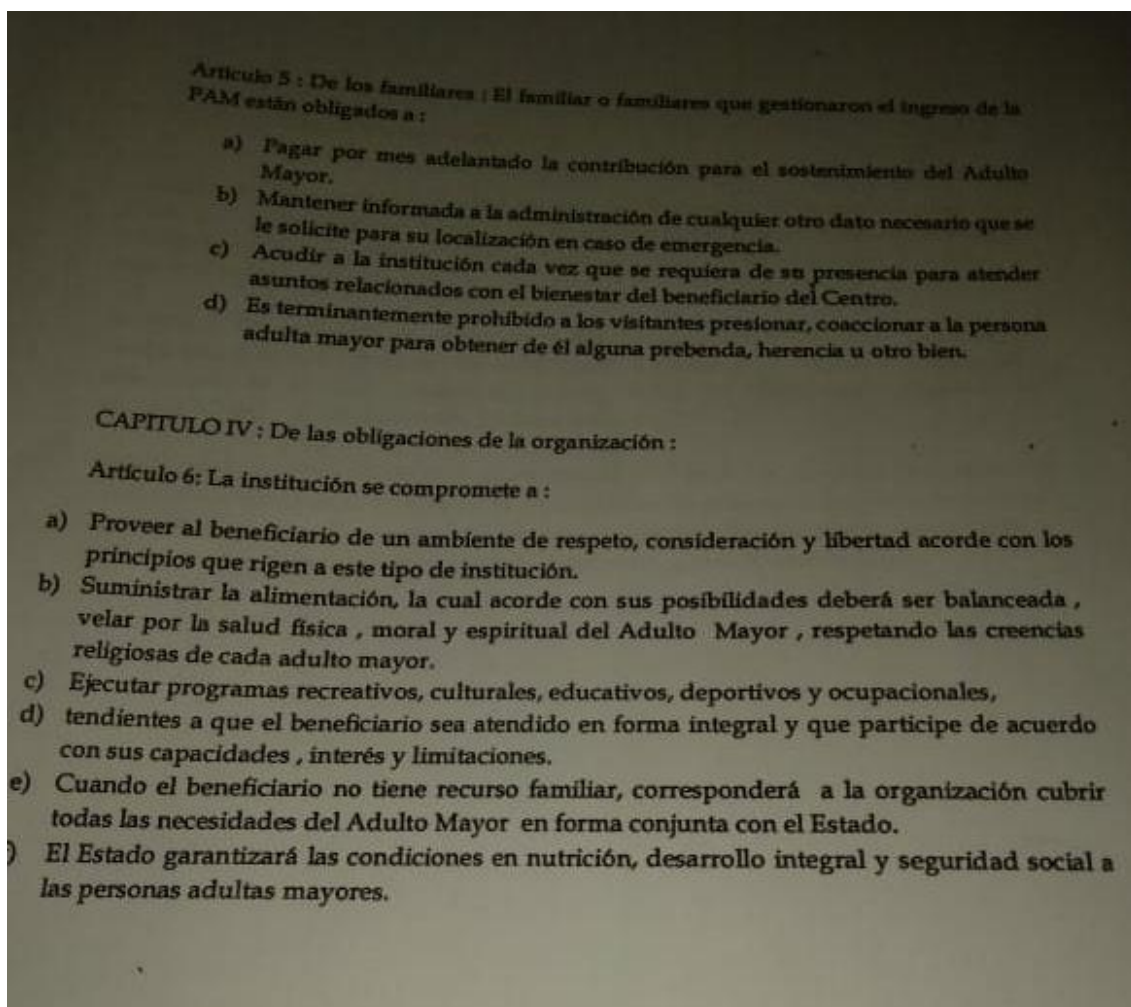 Artículo 5 : De los familiares : El familiar o familiares que gestionaron el ingreso de la
PAM están obligados a :
a) Pagar por mes adelantado la contribución para el sostenimiento del Adulto
Mayor.
b) Mantener informada a la administración de cualquier otro dato necesario que se
le solicite para su localización en caso de emergencia.
c) Acudir a la institución cada vez que se requiera de su presencia para atender
asuntos relacionados con el bienestar del beneficiario del Centro.
d) Es terminantemente prohibido a los visitantes presionar, coaccionar a la persona
adulta mayor para obtener de él alguna prebenda, herencia u otro bien.
CAPITULO IV : De las obligaciones de la organización :
Artículo 6: La institución se compromete a :
a) Proveer al beneficiario de un ambiente de respeto, consideración y libertad acorde con los
principios que rigen a este tipo de institución.
b) Suministrar la alimentación, la cual acorde con sus posibilidades deberá ser balanceada ,
velar por la salud física , moral y espiritual del Adulto Mayor , respetando las creencias
religiosas de cada adulto mayor.
c) Ejecutar programas recreativos, culturales, educativos, deportivos y ocupacionales,
d) tendientes a que el beneficiario sea atendido en forma integral y que participe de acuerdo
con sus capacidades , interés y limitaciones.
e) Cuando el beneficiario no tiene recurso familiar, corresponderá a la organización cubrir
todas las necesidades del Adulto Mayor en forma conjunta con el Estado.
) El Estado garantizará las condiciones en nutrición, desarrollo integral y seguridad social a
las personas adultas mayores.